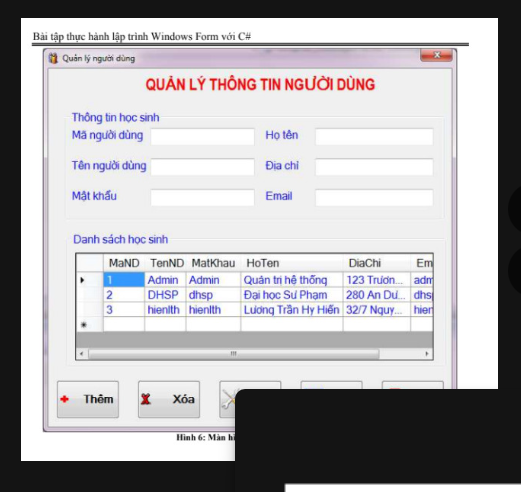 Bài tập thực hành lập trình Windows Form với C#
Quản lý người dùng
QUẢN LÝ THÔNG TIN NGƯỜI DÙNG
Thông tin học sinh
Mã người dùng Họ tên
Tên người dùng Địa chỉ
Mật khẩu Email
Danh sách học sinh
MaND TenND MatKhau HoTen DiaChi Em
1 Admin Admin Quản trị hệ thống 123 Trươn... adm
2 DHSP dhsp Đại học Sư Phạm 280 An Dư... dhsp
3 hienlth hienlth Lương Trần Hy Hiến 32/7 Nguy... hien
Thêm Xóa
Hình 6: Màn